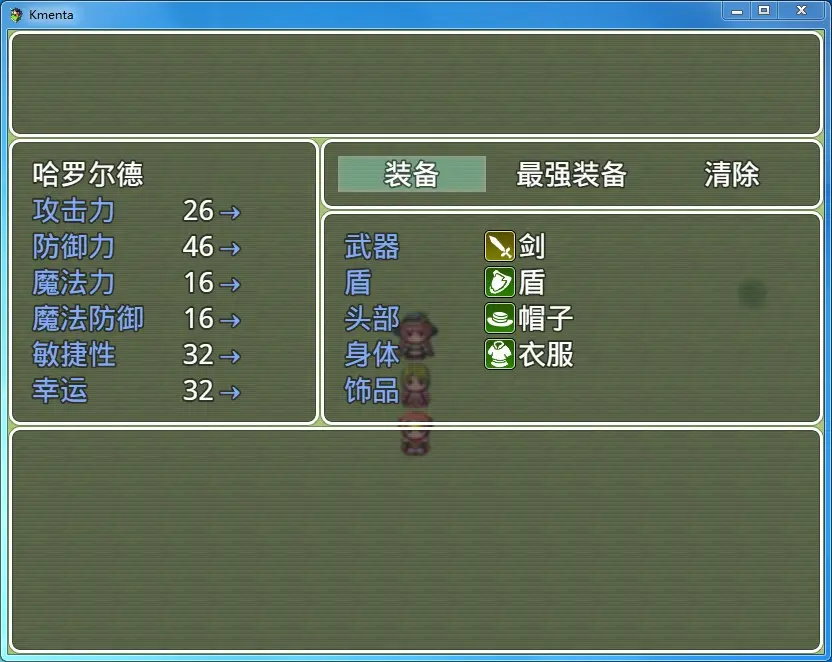 Kmenta
哈罗尔德
攻击力 26→
防御力 46→
魔法力 16→
魔法防御 16→
敏捷性 32→
幸运 32→
装备 最强装备 清除
武器 剑
盾 盾
头部 帽子
身体 衣服
饰品